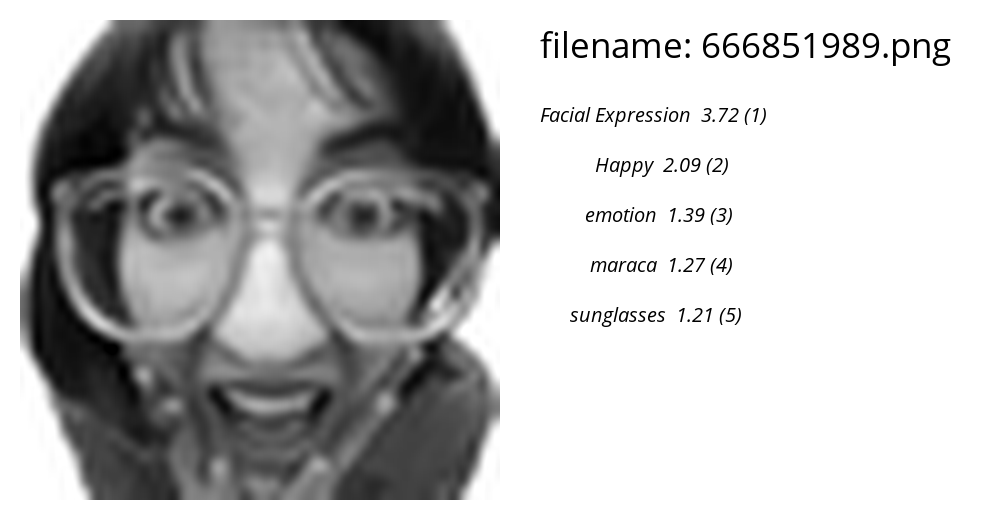 filename: 666851989.png
Facial Expression 3.72 (1)
Happy 2.09 (2)
emotion 1.39 (3)
maraca 1.27 (4)
sunglasses 1.21 (5)